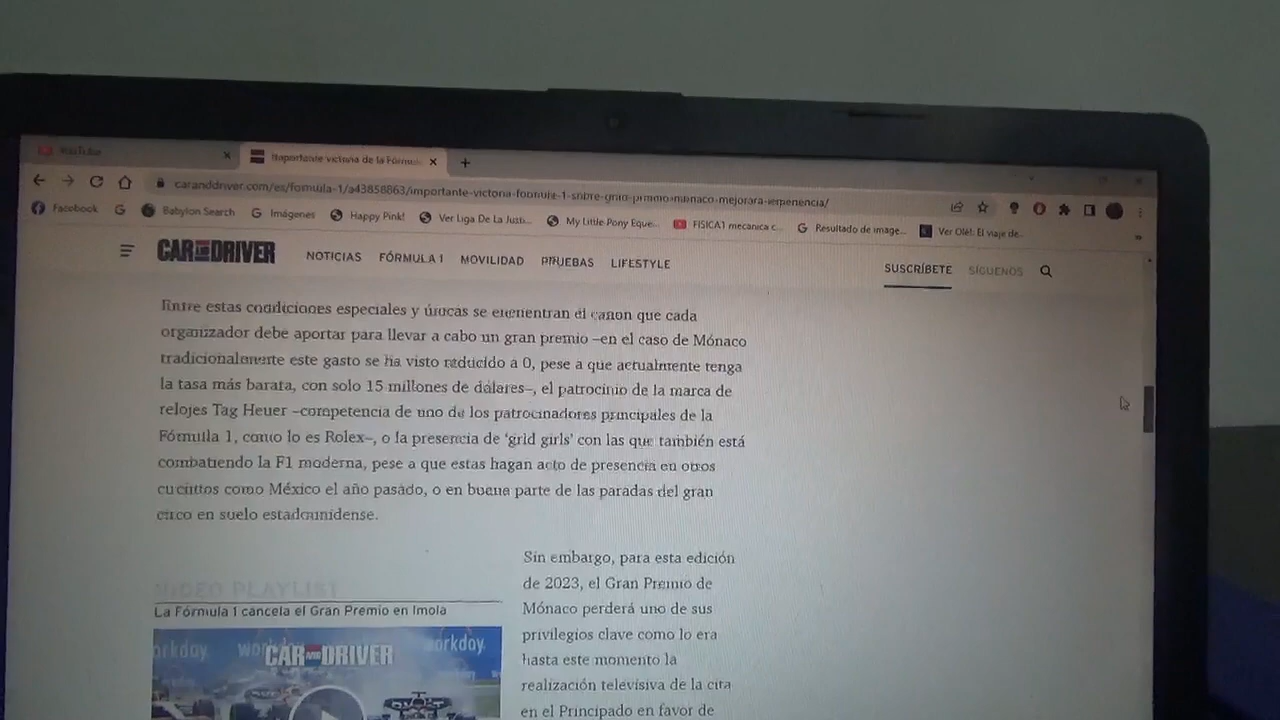 YouTube
Importante victoria de la Fórmul
caranddriver.com/es/formula-1/a43858863/importante-victoria-formula-1-sobre-gran-premio-monaco-mejorara-experiencia/
Facebook
Babylon Search
Imágenes
Happy Pink!
Ver Liga De La Justi...
My Little Pony Eque...
FISICA1 mecanica c...
Resultado de image...
Ver Olé!: El viaje de...
CAR AND DRIVER
NOTICIAS FÓRMULA 1 MOVILIDAD PRUEBAS LIFESTYLE
SUSCRÍBETE SÍGUENOS
Entre estas condiciones especiales y únicas se encuentran el canon que cada
organizador debe aportar para llevar a cabo un gran premio –en el caso de Mónaco
tradicionalmente este gasto se ha visto reducido a 0, pese a que actualmente tenga
la tasa más barata, con solo 15 millones de dólares–, el patrocinio de la marca de
relojes Tag Heuer –competencia de uno de los patrocinadores principales de la
Fórmula 1, como lo es Rolex–, o la presencia de 'grid girls' con las que también está
combatiendo la F1 moderna, pese a que estas hagan acto de presencia en otros
circuitos como México el año pasado, o en buena parte de las paradas del gran
circo en suelo estadounidense.
VIDEO PLAYLIST
La Fórmula 1 cancela el Gran Premio en Imola
workday
CAR AND DRIVER
workday
Sin embargo, para esta edición
de 2023, el Gran Premio de
Mónaco perderá uno de sus
privilegios clave como lo era
hasta este momento la
realización televisiva de la cita
en el Principado en favor de